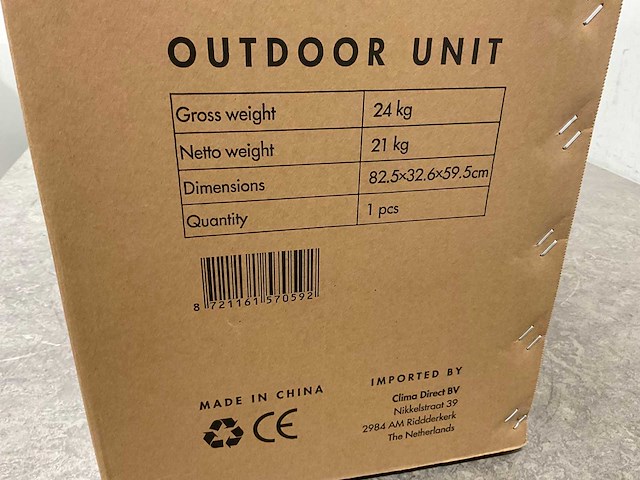 OUTDOOR UNIT
Gross weight 24 kg
Netto weight 21 kg
Dimensions 82.5×32.6×59.5cm
Quantity 1 pcs
8 721161 570592
MADE IN CHINA
CE
IMPORTED BY
Clima Direct BV
Nikkelstraat 39
2984 AM Riddderkerk
The Netherlands